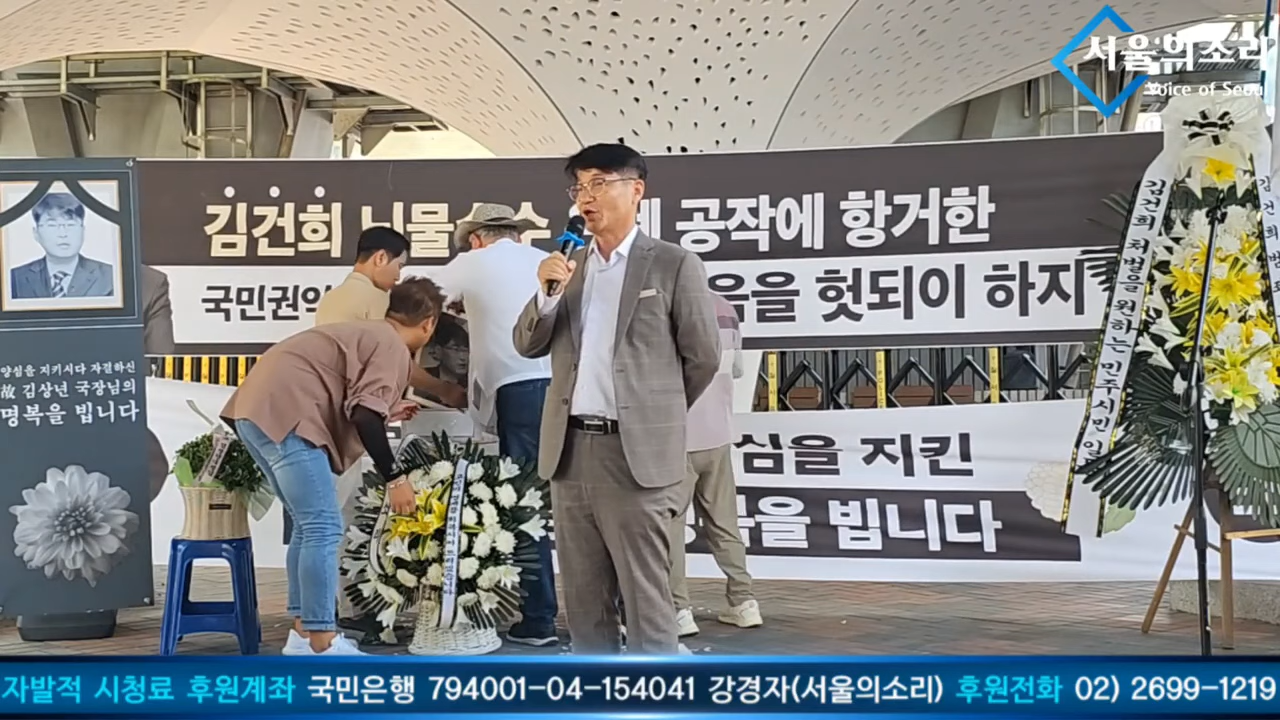 서울의소리
Voice of Seoul
김건희 뇌물 공작에 항거한
국민권익 헛되이 하지
양심을 지키시다 자결하신
故 김상년 국장님의
명복을 빕니다
심을 지킨
명복을 빕니다
김건희 처벌을 원하는 민주시민 일
자발적 시청료 후원계좌 국민은행 794001-04-154041 강경자(서울의소리) 후원전화 02) 2699-1219